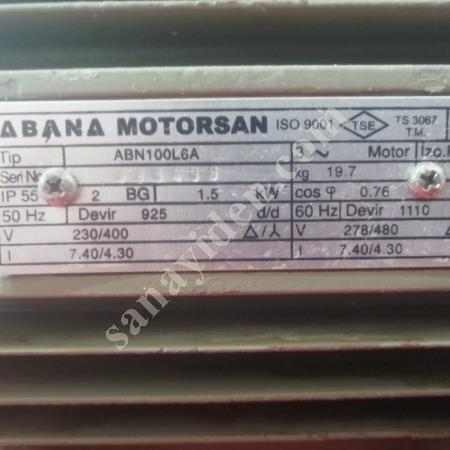 ABANA MOTORSAN ISO 9001 TSE TS 3067 T.M.
Tip ABN100L6A 3 ~ Motor İzo.
Seri No kg 19.7
IP 55 2 BG 1.5 kW cos φ 0.76
50 Hz Devir 925 d/d 60 Hz Devir 1110
V 230/400 Δ/⅄ V 278/480
I 7.40/4.30 I 7.40/4.30
sanayiden.com